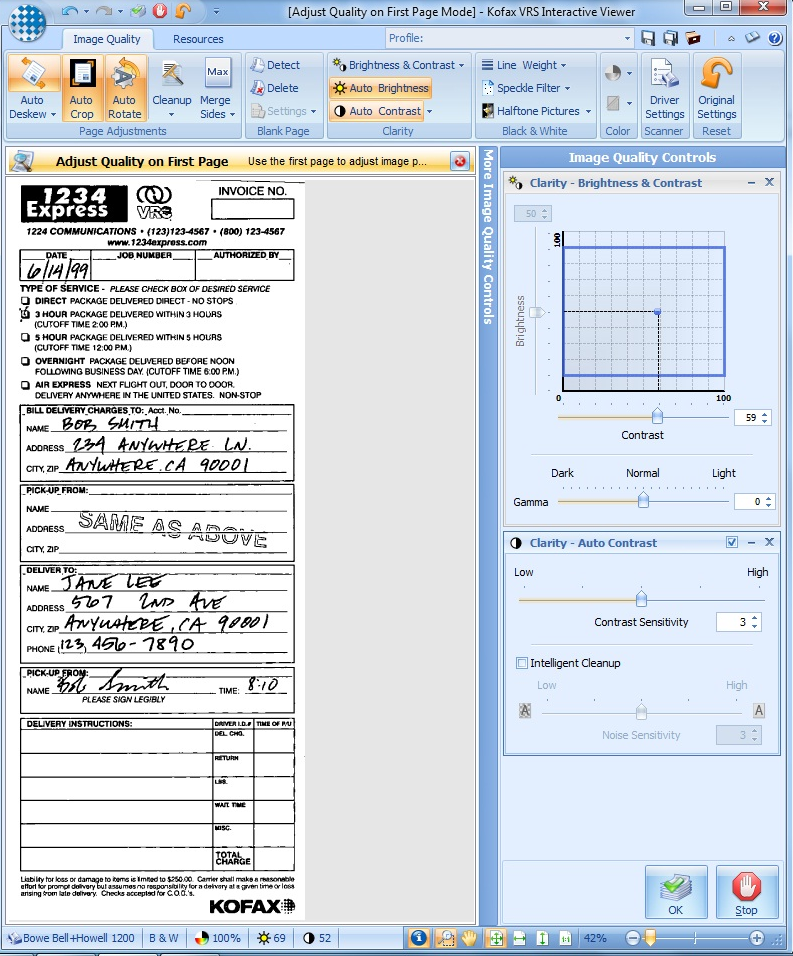 [Adjust Quality on First Page Mode] - Kofax VRS Interactive Viewer
Image Quality
Resources
Profile:
Auto Deskew
Auto Crop
Auto Rotate
Cleanup
Max
Merge Sides
Page Adjustments
Detect
Delete
Settings
Blank Page
Brightness & Contrast
Auto Brightness
Auto Contrast
Clarity
Line Weight
Speckle Filter
Halftone Pictures
Black & White
Color
Driver Settings
Scanner
Original Settings
Reset
Adjust Quality on First Page
Use the first page to adjust image p...
1234 Express
VRS
INVOICE NO.
1224 COMMUNICATIONS • (123)123-4567 • (800) 123-4567
www.1234express.com
DATE JOB NUMBER AUTHORIZED BY
6/14/99
TYPE OF SERVICE - PLEASE CHECK BOX OF DESIRED SERVICE
DIRECT PACKAGE DELIVERED DIRECT - NO STOPS
3 HOUR PACKAGE DELIVERED WITHIN 3 HOURS
(CUTOFF TIME 2:00 P.M.)
5 HOUR PACKAGE DELIVERED WITHIN 5 HOURS
(CUTOFF TIME 12:00 P.M.)
OVERNIGHT PACKAGE DELIVERED BEFORE NOON
FOLLOWING BUSINESS DAY. (CUTOFF TIME 6:00 P.M.)
AIR EXPRESS NEXT FLIGHT OUT, DOOR TO DOOR.
DELIVERY ANYWHERE IN THE UNITED STATES. NON-STOP
BILL DELIVERY CHARGES TO: Acct. No.
NAME BOB SMITH
ADDRESS 234 ANYWHERE LN.
CITY, ZIP ANYWHERE. CA 90001
PICK-UP FROM:
NAME
ADDRESS SAME AS ABOVE
CITY, ZIP
DELIVER TO:
NAME JANE LEE
ADDRESS 567 2ND AVE
CITY, ZIP ANYWHERE, CA 90001
PHONE (123) 456-7890
PICK-UP FROM:
NAME Bob Smith TIME: 8:10
PLEASE SIGN LEGIBLY
DELIVERY INSTRUCTIONS: DRIVER I.D.# TIME OF P/U
DEL. CHG.
RETURN
LBS.
WAIT. TIME
MISC.
TOTAL CHARGE
Liability for loss or damage to items is limited to $250.00. Carrier shall make a reasonable
effort for prompt delivery but assumes no responsibility for a delivery at a given time or loss
arising from late delivery. Checks accepted for C.O.D.'s.
KOFAX
More Image Quality Controls
Image Quality Controls
Clarity - Brightness & Contrast
50
100
Brightness
0 100
59
Contrast
Dark Normal Light
Gamma 0
Clarity - Auto Contrast
Low High
Contrast Sensitivity 3
Intelligent Cleanup
Low High
A A
Noise Sensitivity 3
OK
Stop
Bowe Bell+Howell 1200
B & W
100%
69
52
42%